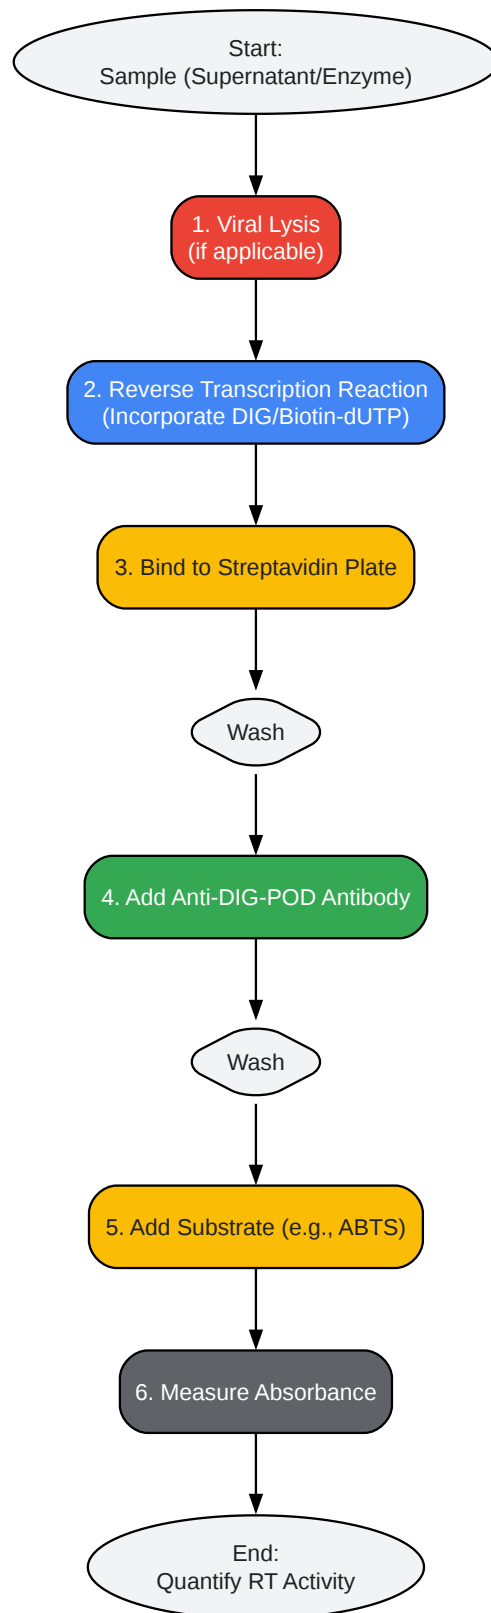 Start:
Sample (Supernatant/Enzyme)
1. Viral Lysis
(if applicable)
2. Reverse Transcription Reaction
(Incorporate DIG/Biotin-dUTP)
3. Bind to Streptavidin Plate
Wash
4. Add Anti-DIG-POD Antibody
Wash
5. Add Substrate (e.g., ABTS)
6. Measure Absorbance
End:
Quantify RT Activity